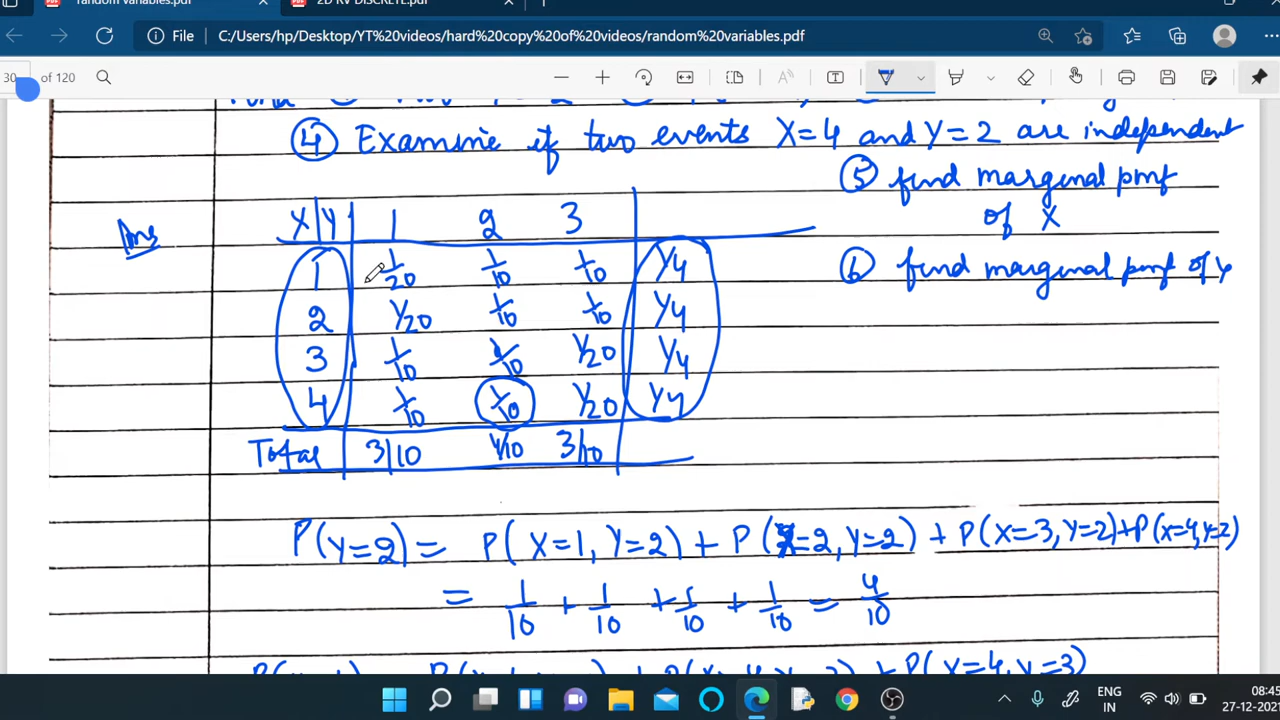 random variables.pdf
2D RV DISCRETE.pdf
File C:/Users/hp/Desktop/YT%20videos/hard%20copy%20of%20videos/random%20variables.pdf
30 of 120
④ Examine if two events X=4 and Y=2 are independent
⑤ find marginal pmf
of X
Ans
X|Y 1 2 3
1 1/20 1/10 1/10 1/4
⑥ find marginal pmf of Y
2 1/20 1/10 1/10 1/4
3 1/10 1/10 1/20 1/4
4 1/10 1/10 1/20 1/4
Total 3/10 4/10 3/10
P(Y=2) = P(X=1, Y=2) + P(X=2, Y=2) + P(X=3, Y=2) + P(X=4, Y=2)
= 1/10 + 1/10 + 1/10 + 1/10 = 4/10
P(X=4, Y=3)
ENG
IN
08:45
27-12-2021